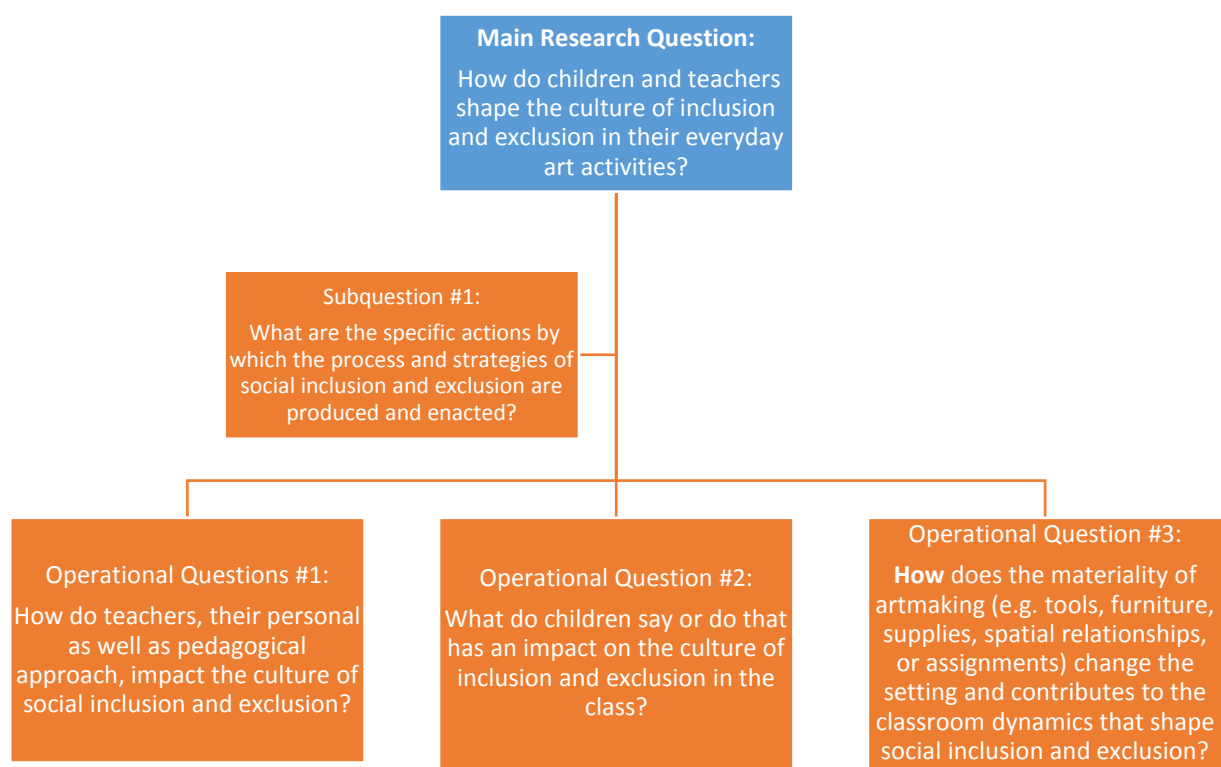 Main Research Question:
How do children and teachers
shape the culture of inclusion
and exclusion in their everyday
art activities?
Subquestion #1:
What are the specific actions by
which the process and strategies of
social inclusion and exclusion are
produced and enacted?
Operational Questions #1:
How do teachers, their personal
as well as pedagogical
approach, impact the culture of
social inclusion and exclusion?
Operational Question #2:
What do children say or do that
has an impact on the culture of
inclusion and exclusion in the
class?
Operational Question #3:
How does the materiality of
artmaking (e.g. tools, furniture,
supplies, spatial relationships,
or assignments) change the
setting and contributes to the
classroom dynamics that shape
social inclusion and exclusion?